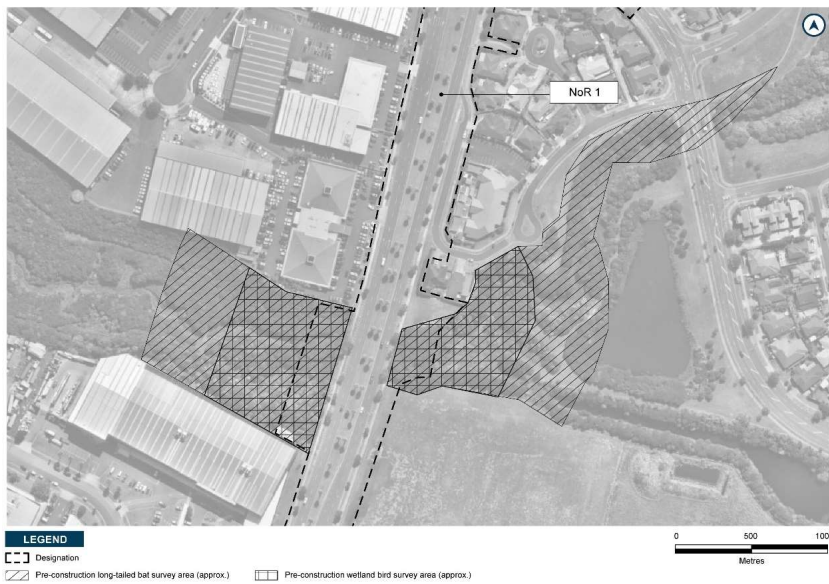 NoR 1
LEGEND
Designation
Pre-construction long-tailed bat survey area (approx.) Pre-construction wetland bird survey area (approx.)
0 500 100
Metres